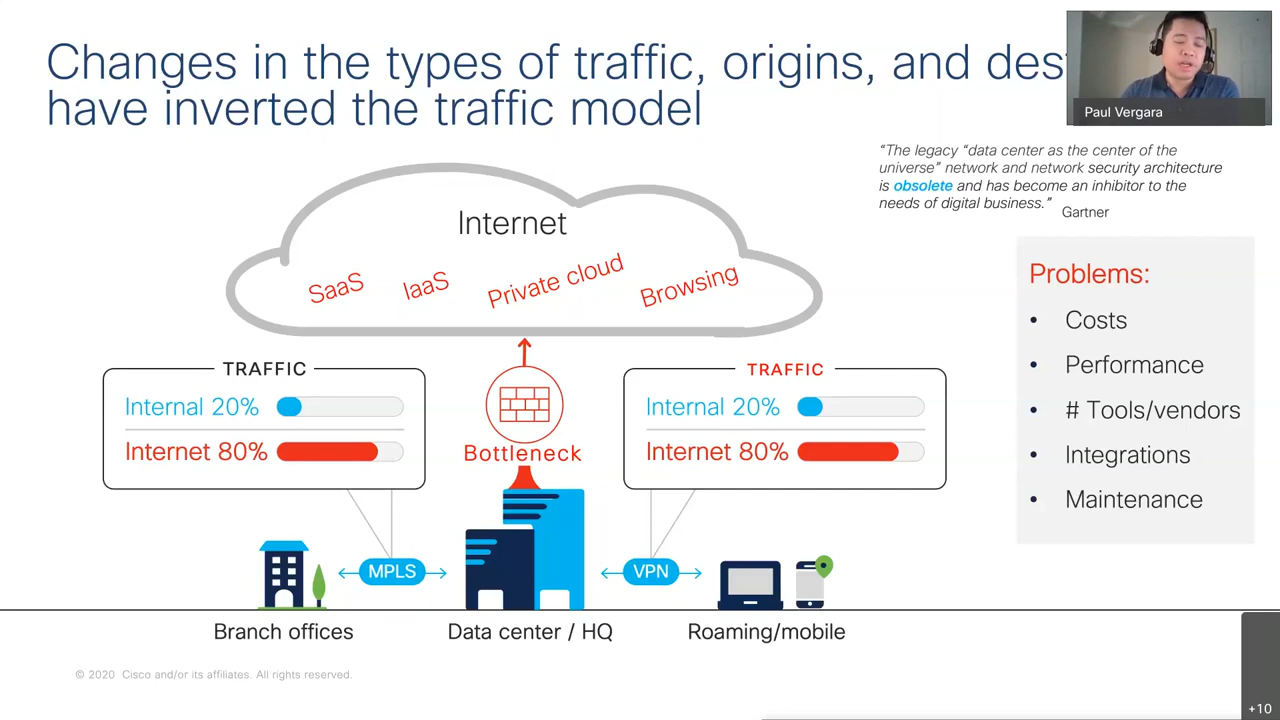 Changes in the types of traffic, origins, and
have inverted the traffic model
Paul Vergara
“The legacy “data center as the center of the
universe” network and network security architecture
is obsolete and has become an inhibitor to the
needs of digital business.”
Gartner
Internet
SaaS
IaaS
Private cloud
Browsing
Problems:
• Costs
• Performance
• # Tools/vendors
• Integrations
• Maintenance
TRAFFIC
Internal 20%
Internet 80%
Bottleneck
TRAFFIC
Internal 20%
Internet 80%
MPLS
VPN
Branch offices
Data center / HQ
Roaming/mobile
© 2020 Cisco and/or its affiliates. All rights reserved.
+10